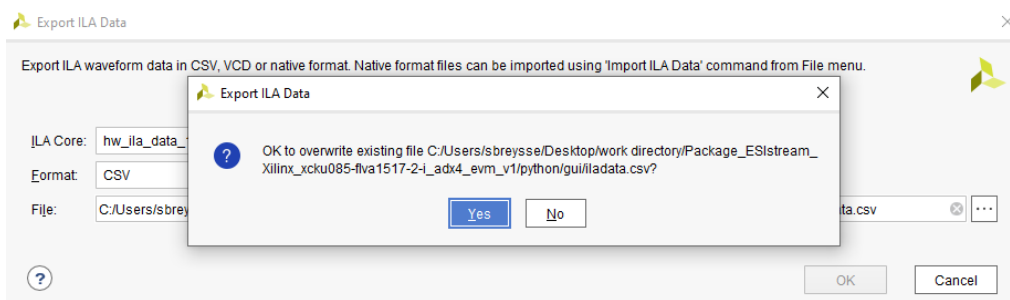 Export ILA Data
Export ILA waveform data in CSV, VCD or native format. Native format files can be imported using 'Import ILA Data' command from File menu.
Export ILA Data
ILA Core: hw_ila_data_
OK to overwrite existing file C:/Users/sbreysse/Desktop/work directory/Package_ESIstream_
Format: CSV
? Xilinx_xcku085-flva1517-2-i_adx4_evm_v1/python/gui/iladata.csv?
File: C:/Users/sbrey ta.csv ...
Yes No
? OK Cancel